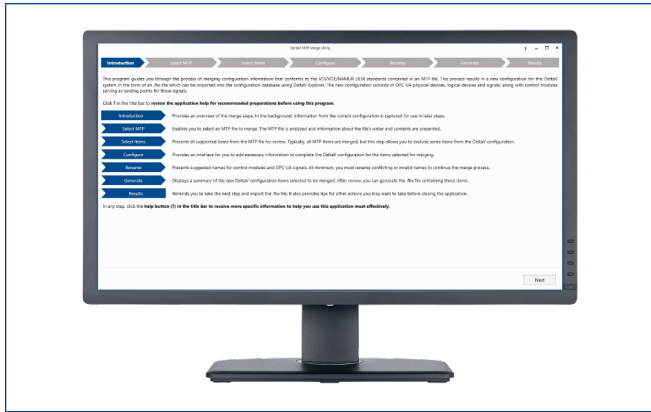 DeltaV MTP Merge Utility
? – □ ×
Introduction Select MTP Select Items Configure Rename Generate Results
This program guides you through the process of merging configuration information that conforms to the VDI/VDE/NAMUR 2658 standards contained in an MTP file. This process results in a new configuration for the DeltaV
system in the form of an .fhx file which can be imported into the configuration database using DeltaV Explorer. The new configuration consists of OPC UA physical devices, logical devices and signals, along with control modules
serving as landing points for those signals.
Click ? in the title bar to review the application help for recommended preparations before using this program.
Introduction Provides an overview of the merge steps. In the background, information from the current configuration is captured for use in later steps.
Select MTP Enables you to select an MTP file to merge. The MTP file is analyzed and information about the file's writer and contents are presented.
Select Items Presents all supported items from the MTP file for review. Typically, all MTP items are merged, but this step allows you to exclude some items from the DeltaV configuration.
Configure Provides an interface for you to add necessary information to complete the DeltaV configuration for the items selected for merging.
Rename Presents suggested names for control modules and OPC UA signals. At minimum, you must rename conflicting or invalid names to continue the merge process.
Generate Displays a summary of the new DeltaV configuration items selected to be merged. After review, you can generate the .fhx file containing these items.
Results Reminds you to take the next step and import the .fhx file. It also provides tips for other actions you may want to take before closing the application.
In any step, click the help button (?) in the title bar to receive more specific information to help you use this application most effectively.
Next